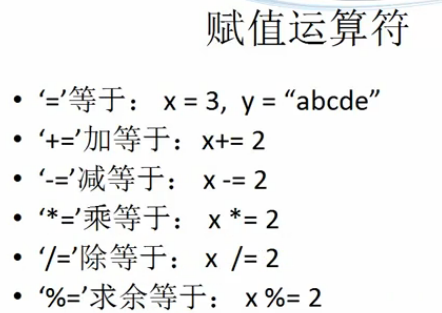 赋值运算符
• ‘=’等于： x = 3, y = “abcde”
• ‘+=’加等于：x+= 2
• ‘-=’减等于： x -= 2
• ‘*=’乘等于： x *= 2
• ‘/=’除等于： x /= 2
• ‘%=’求余等于： x %= 2